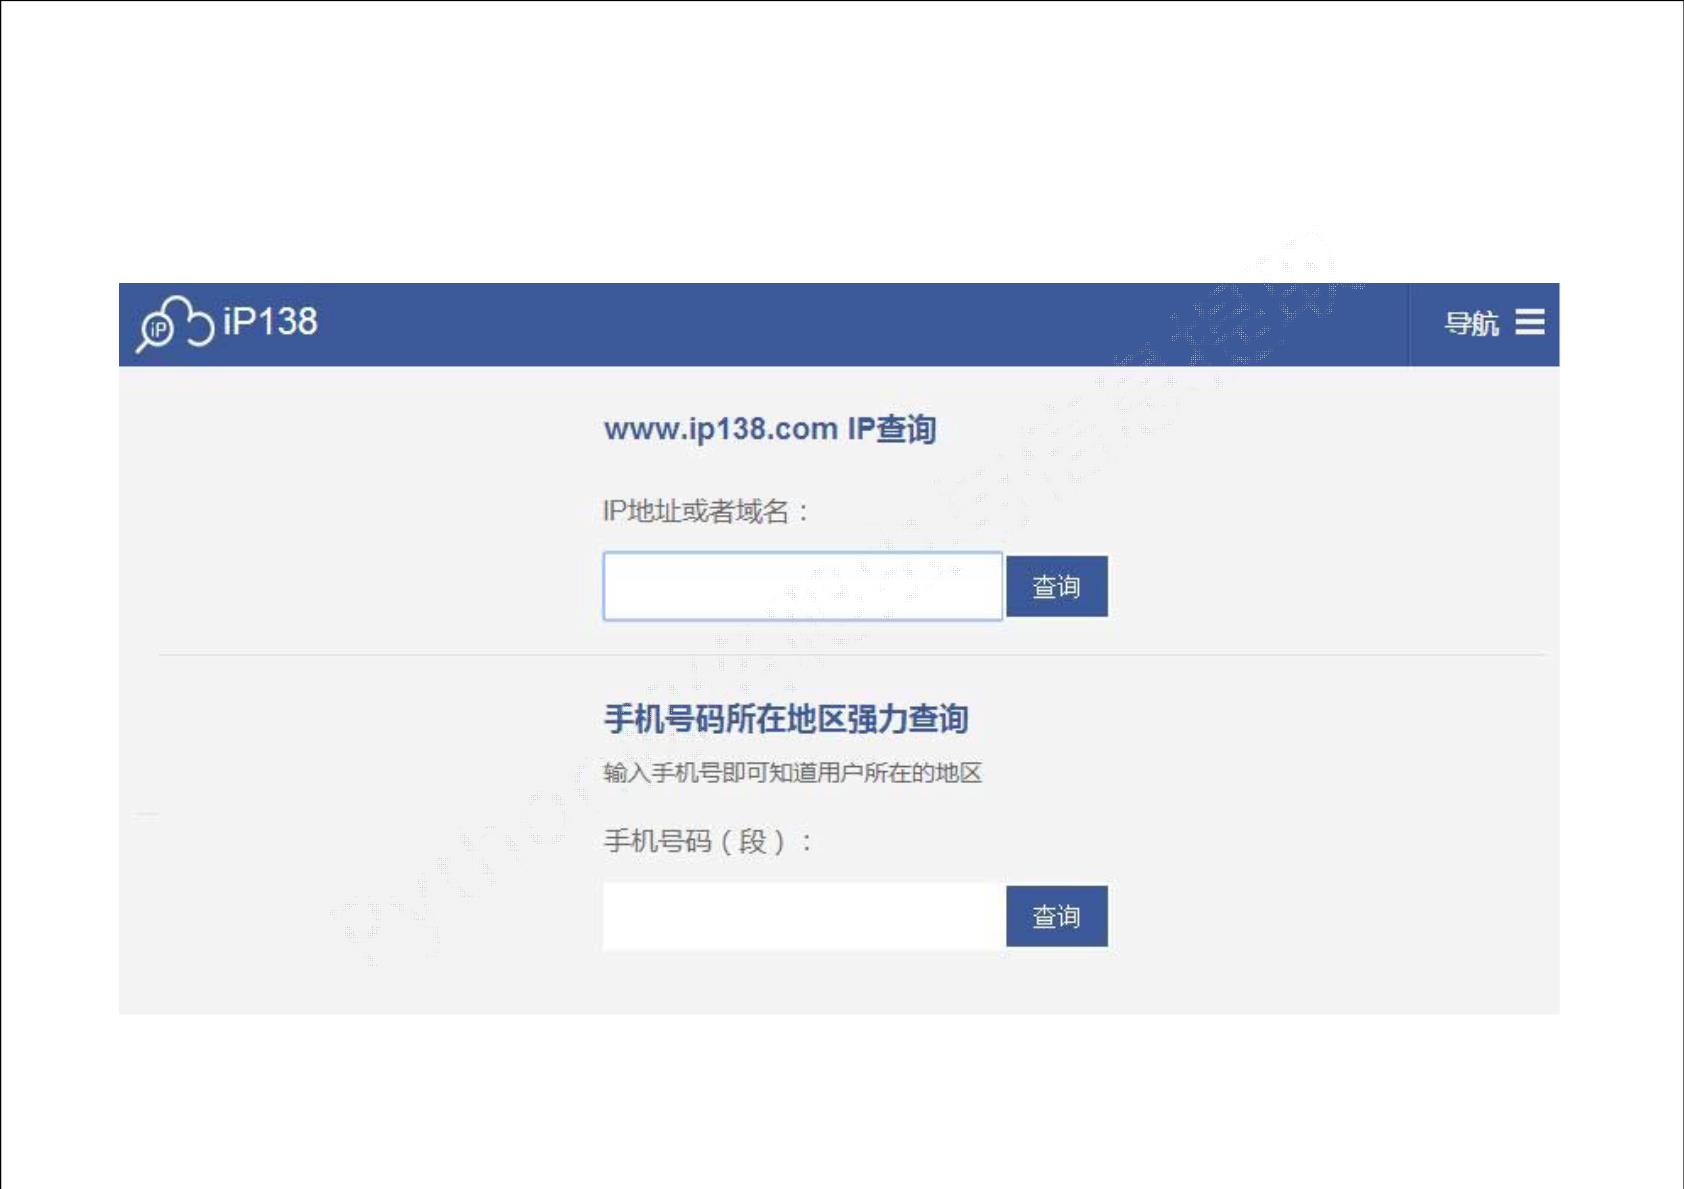 iP iP138
导航
www.ip138.com IP查询
IP地址或者域名：
查询
手机号码所在地区强力查询
输入手机号即可知道用户所在的地区
手机号码（段）：
查询